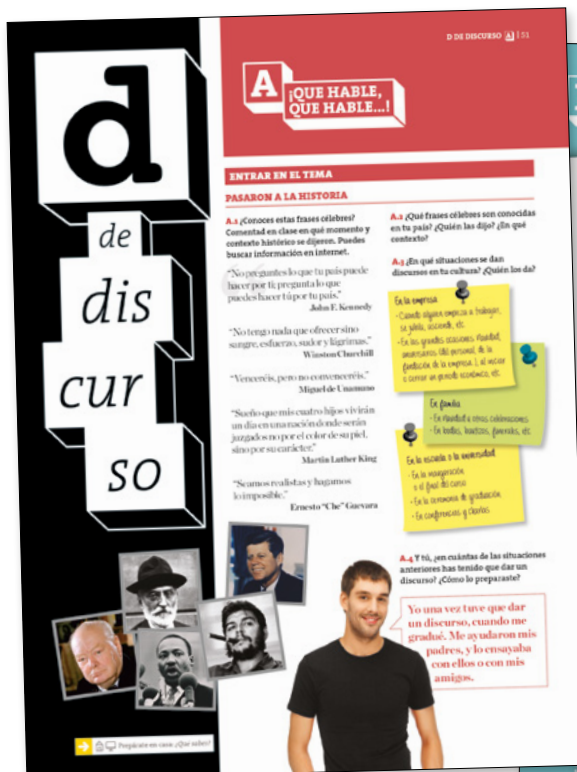 D DE DISCURSO A | 51
d
de
dis
cur
so
A
¡QUE HABLE,
QUE HABLE...!
ENTRAR EN EL TEMA
PASARON A LA HISTORIA
A.1 ¿Conoces estas frases célebres?
Comentad en clase en qué momento y
contexto histórico se dijeron. Puedes
buscar información en internet.
“No preguntes lo que tu país puede
hacer por ti; pregunta lo que
puedes hacer tú por tu país.”
John F. Kennedy
“No tengo nada que ofrecer sino
sangre, esfuerzo, sudor y lágrimas.”
Winston Churchill
“Venceréis, pero no convenceréis.”
Miguel de Unamuno
“Sueño que mis cuatro hijos vivirán
un día en una nación donde serán
juzgados no por el color de su piel,
sino por su carácter.”
Martin Luther King
“Seamos realistas y hagamos
lo imposible.”
Ernesto “Che” Guevara
A.2 ¿Qué frases célebres son conocidas
en tu país? ¿Quién las dijo? ¿En qué
contexto?
A.3 ¿En qué situaciones se dan
discursos en tu cultura? ¿Quién los da?
En la empresa
- Cuando alguien empieza a trabajar,
se jubila, asciende, etc.
- En las grandes ocasiones: Navidad,
aniversarios (del personal, de la
fundación de la empresa...), al iniciar
o cerrar un periodo económico, etc.
En familia
- En Navidad u otras celebraciones
- En bodas, bautizos, funerales, etc.
En la escuela o la universidad
- En la inauguración
o el final del curso
- En la ceremonia de graduación
- En conferencias y charlas
A.4 Y tú, ¿en cuántas de las situaciones
anteriores has tenido que dar un
discurso? ¿Cómo lo preparaste?
Yo una vez tuve que dar
un discurso, cuando me
gradué. Me ayudaron mis
padres, y lo ensayaba
con ellos o con mis
amigos.
Prepárate en casa: ¿Qué sabes?